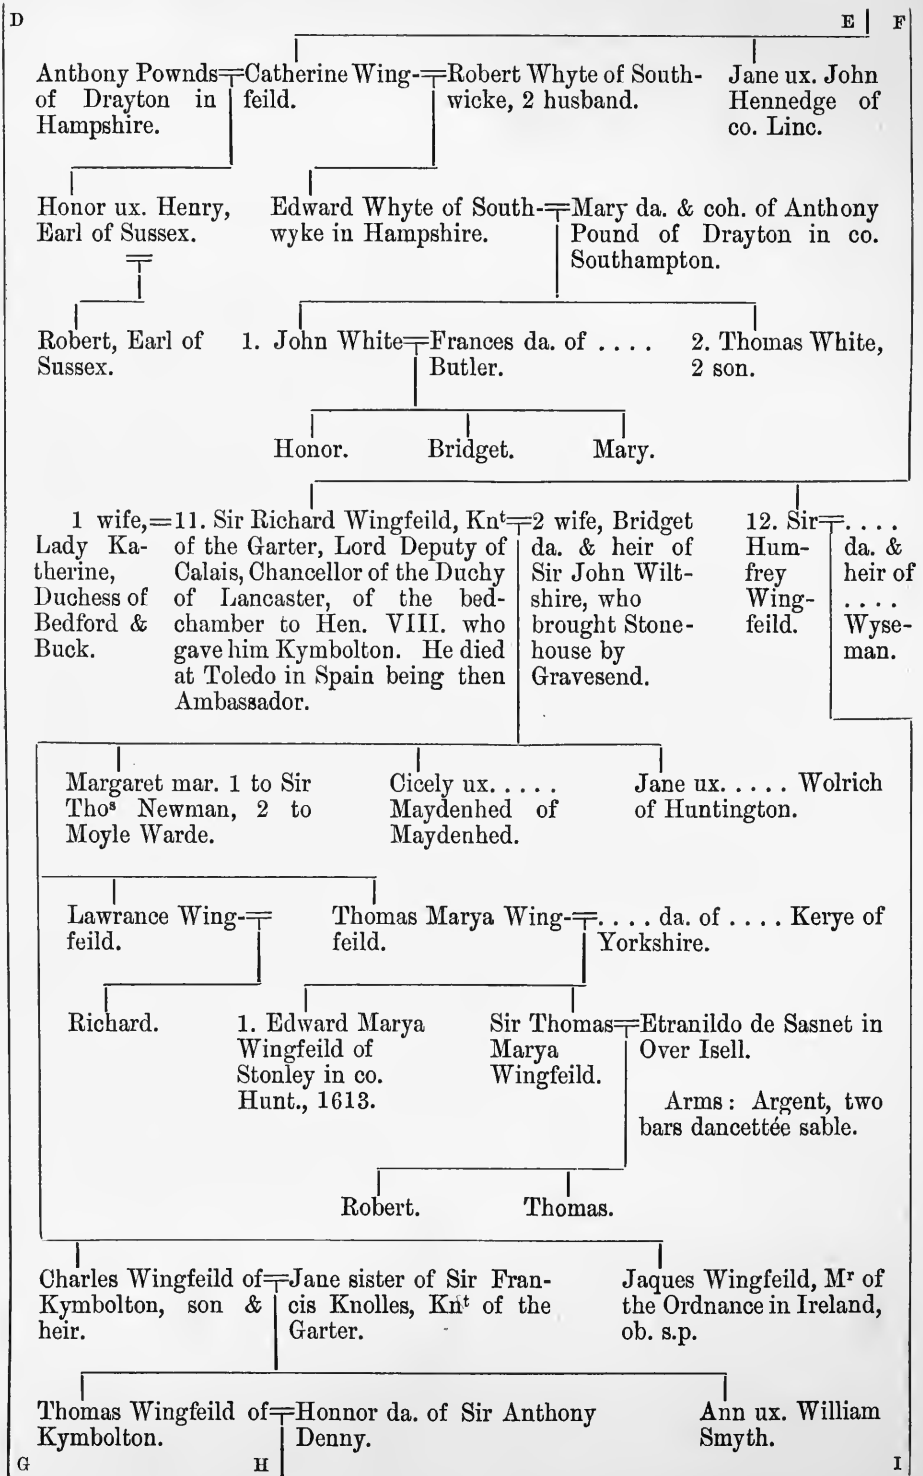 D E F
Anthony Pownds
of Drayton in
Hampshire.
Catherine Wing-
feild.
Robert Whyte of South-
wicke, 2 husband.
Jane ux. John
Hennedge of
co. Linc.
Honor ux. Henry,
Earl of Sussex.
Edward Whyte of South-
wyke in Hampshire.
Mary da. & coh. of Anthony
Pound of Drayton in co.
Southampton.
Robert, Earl of
Sussex.
1. John White
Frances da. of . . . .
Butler.
2. Thomas White,
2 son.
Honor. Bridget. Mary.
1 wife,=
Lady Ka-
therine,
Duchess of
Bedford &
Buck.
11. Sir Richard Wingfeild, Knᵗ
of the Garter, Lord Deputy of
Calais, Chancellor of the Duchy
of Lancaster, of the bed-
chamber to Hen. VIII. who
gave him Kymbolton. He died
at Toledo in Spain being then
Ambassador.
2 wife, Bridget
da. & heir of
Sir John Wilt-
shire, who
brought Stone-
house by
Gravesend.
12. Sir
Hum-
frey
Wing-
feild.
. . . .
da. &
heir of
. . . .
Wyse-
man.
Margaret mar. 1 to Sir
Thoˢ Newman, 2 to
Moyle Warde.
Cicely ux. . . . .
Maydenhed of
Maydenhed.
Jane ux. . . . . Wolrich
of Huntington.
Lawrance Wing-
feild.
Thomas Marya Wing-
feild.
. . . . da. of . . . . Kerye of
Yorkshire.
Richard.
1. Edward Marya
Wingfeild of
Stonley in co.
Hunt., 1613.
Sir Thomas
Marya
Wingfeild.
Etranildo de Sasnet in
Over Isell.
Arms: Argent, two
bars dancettée sable.
Robert. Thomas.
Charles Wingfeild of
Kymbolton, son &
heir.
Jane sister of Sir Fran-
cis Knolles, Knᵗ of the
Garter.
Jaques Wingfeild, Mʳ of
the Ordnance in Ireland,
ob. s.p.
Thomas Wingfeild of
Kymbolton.
Honnor da. of Sir Anthony
Denny.
Ann ux. William
Smyth.
G H I